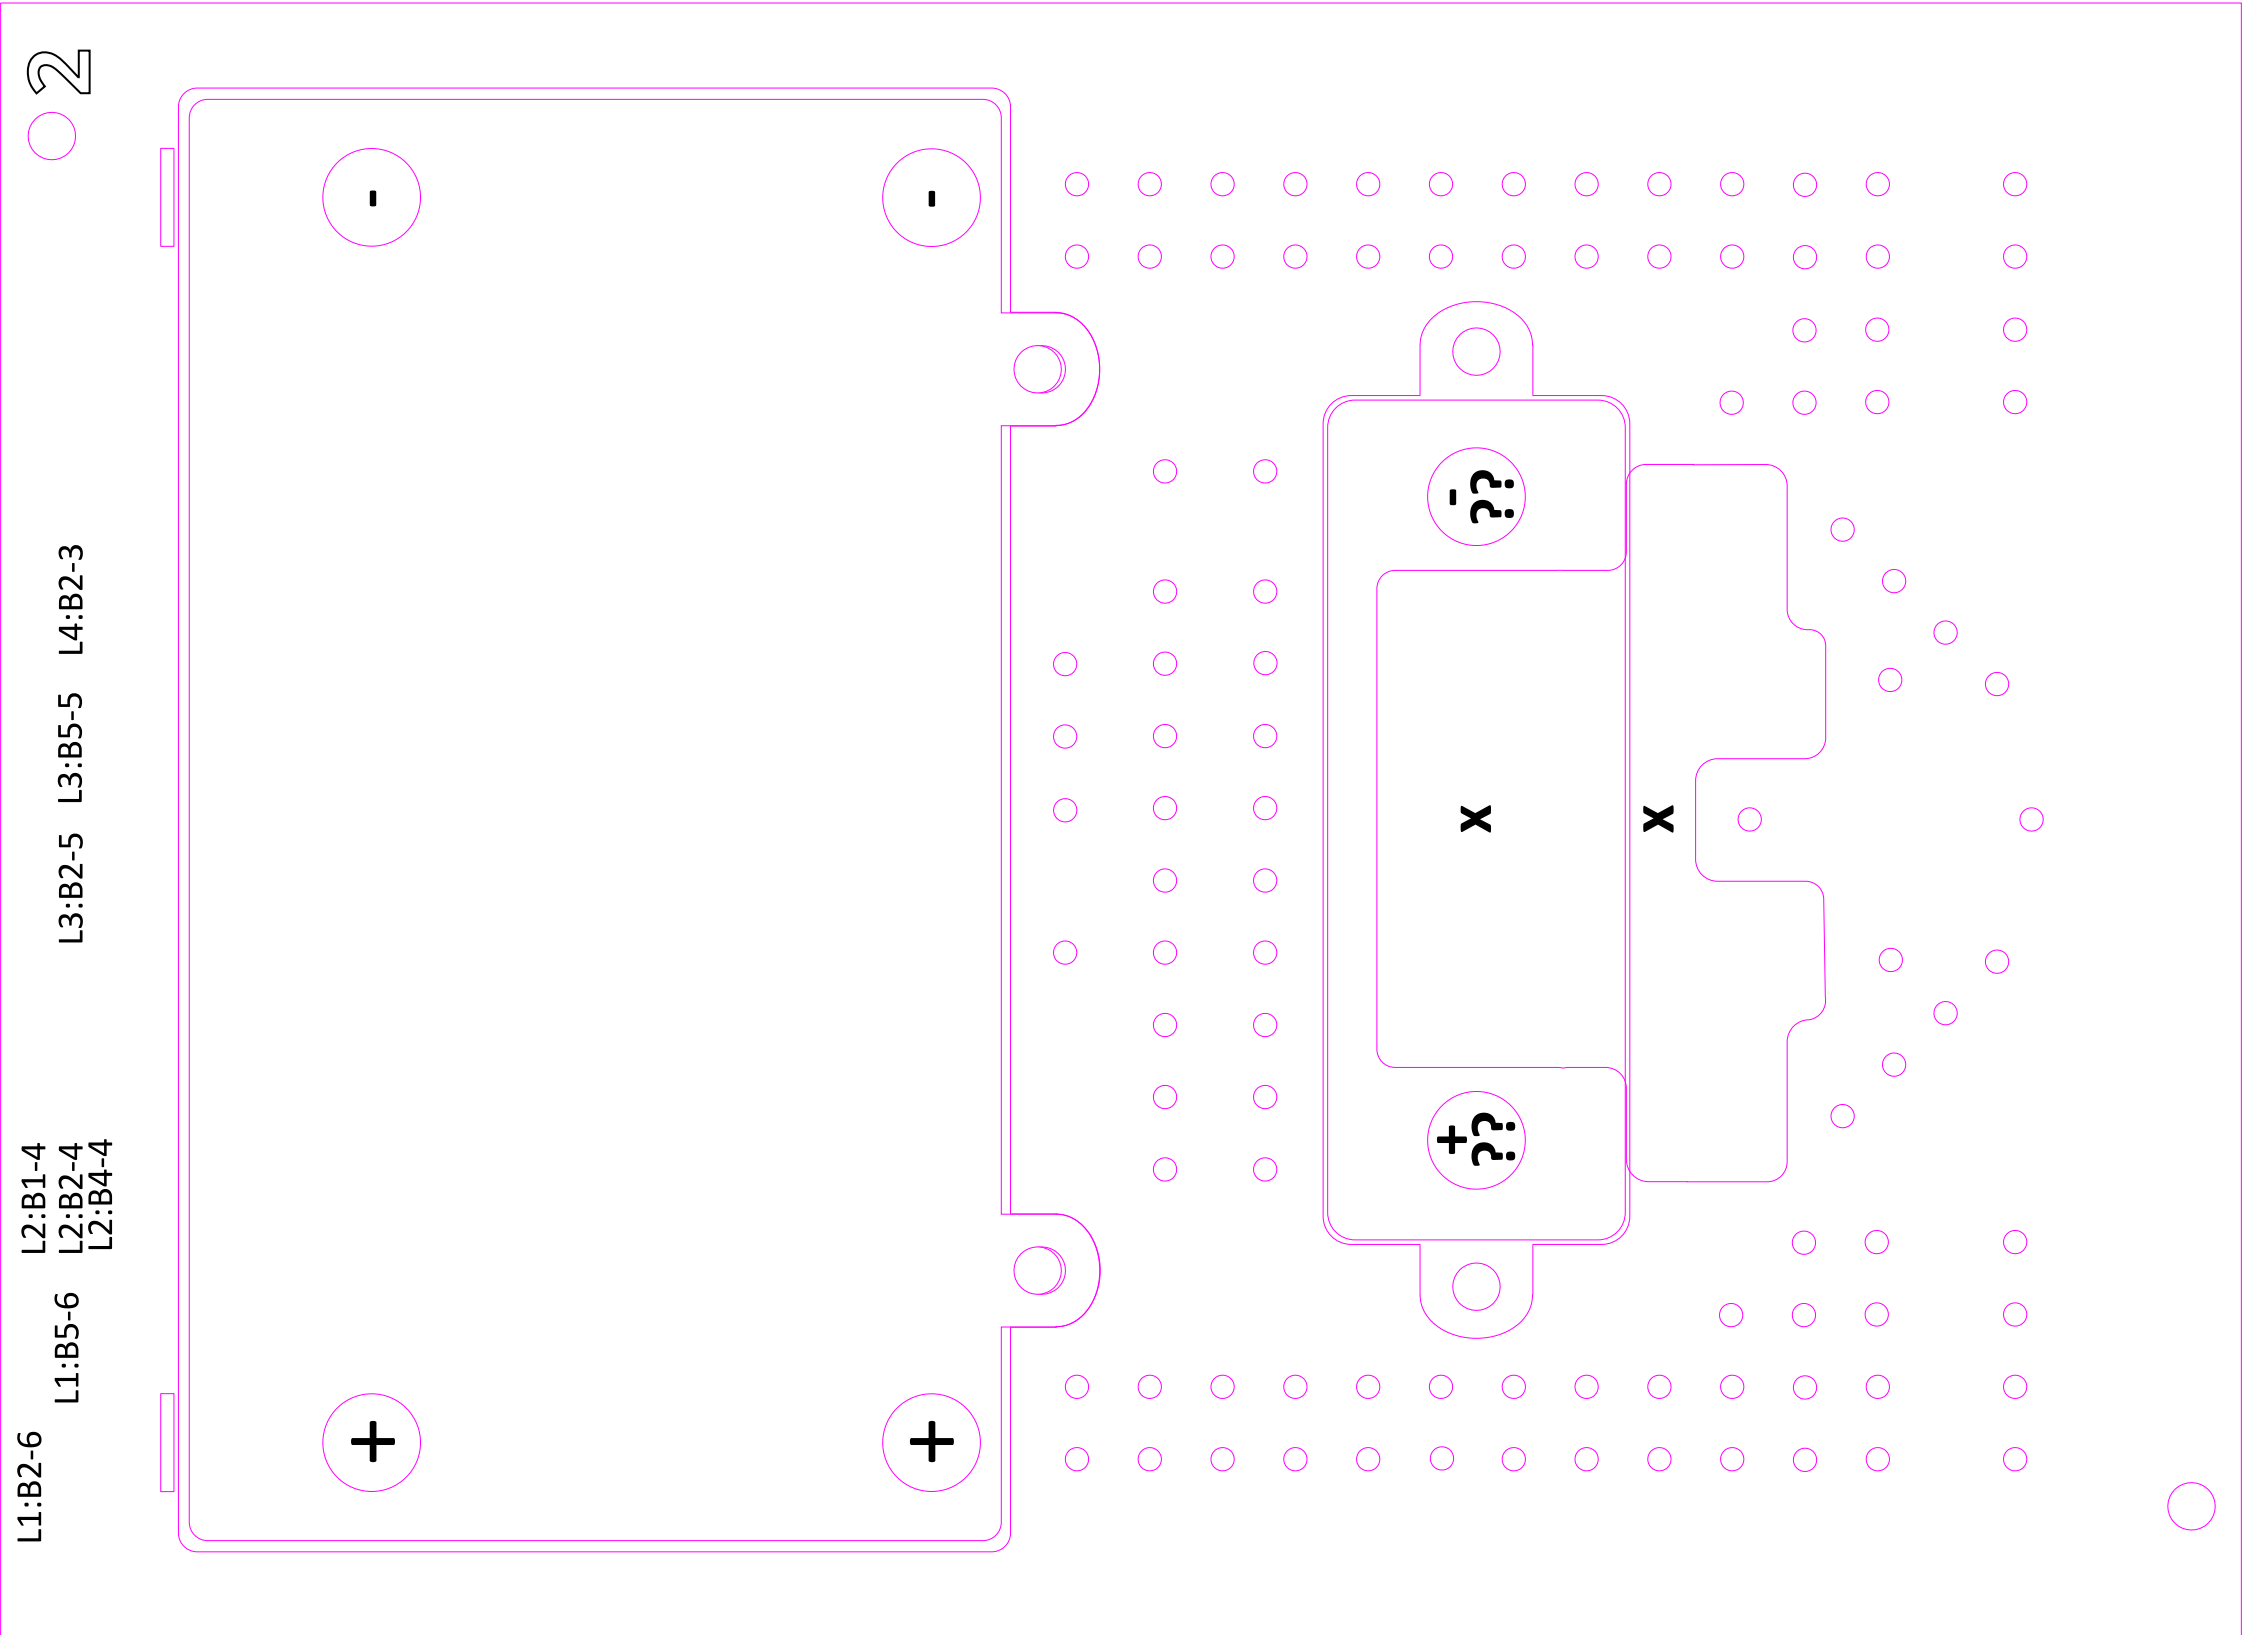 2
L4:B2-3
L3:B5-5
L3:B2-5
L2:B1-4
L2:B2-4
L2:B4-4
L1:B5-6
L1:B2-6
-
-
+
+
-
??
+
??
x
x